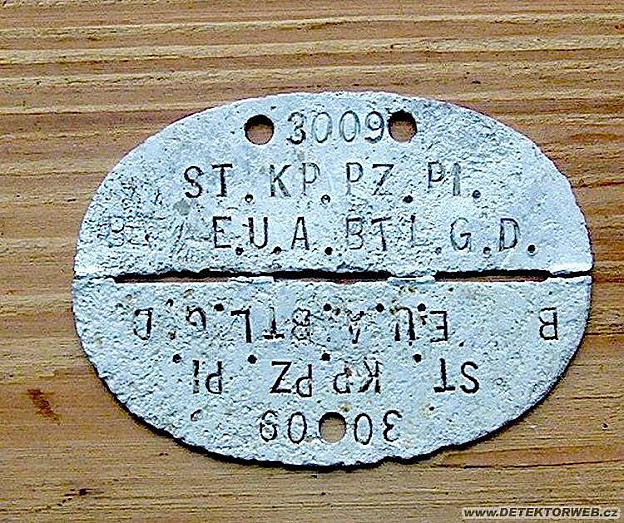 3009
ST.KP.PZ.PI.
E.U.A.BTL.G.D.
B E.U.A.BTL.G.D
ST. KP.PZ. PI.
3009
www.DETEKTORWEB.cz